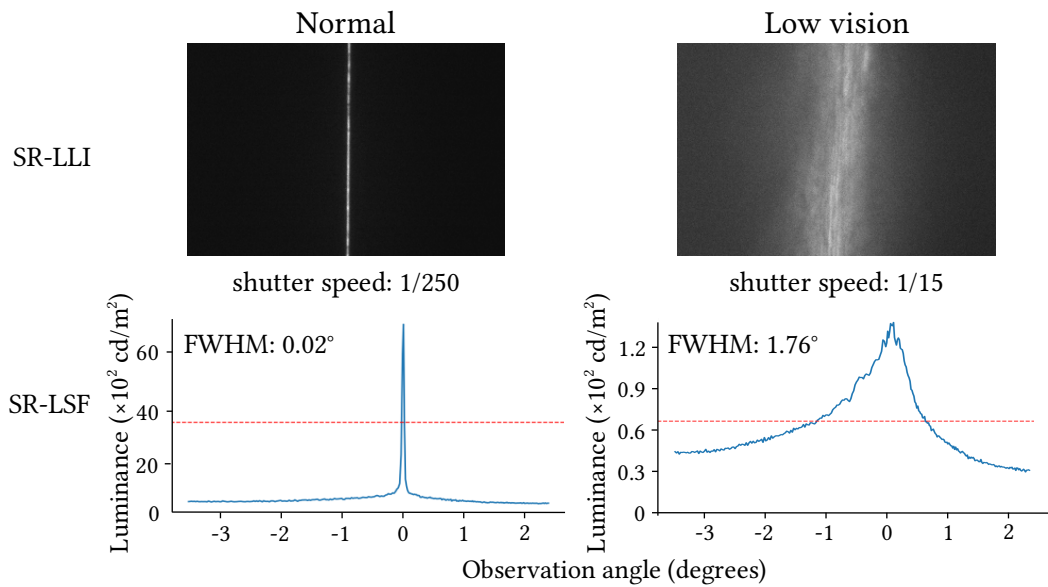 Normal
Low vision
SR-LLI
shutter speed: 1/250
shutter speed: 1/15
SR-LSF
Luminance (×10² cd/m²)
60
40
20
0
FWHM: 0.02°
-3 -2 -1 0 1 2
Luminance (×10² cd/m²)
1.2
0.9
0.6
0.3
0
FWHM: 1.76°
-3 -2 -1 0 1 2
Observation angle (degrees)